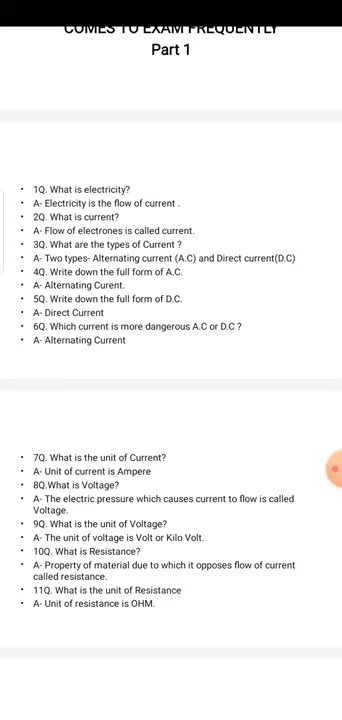 COMES TO EXAM FREQUENTLY
Part 1
• 1Q. What is electricity?
• A- Electricity is the flow of current .
• 2Q. What is current?
• A- Flow of electrones is called current.
• 3Q. What are the types of Current ?
• A- Two types- Alternating current (A.C) and Direct current(D.C)
• 4Q. Write down the full form of A.C.
• A- Alternating Curent.
• 5Q. Write down the full form of D.C.
• A- Direct Current
• 6Q. Which current is more dangerous A.C or D.C ?
• A- Alternating Current
• 7Q. What is the unit of Current?
• A- Unit of current is Ampere
• 8Q.What is Voltage?
• A- The electric pressure which causes current to flow is called
Voltage.
• 9Q. What is the unit of Voltage?
• A- The unit of voltage is Volt or Kilo Volt.
• 10Q. What is Resistance?
• A- Property of material due to which it opposes flow of current
called resistance.
• 11Q. What is the unit of Resistance
• A- Unit of resistance is OHM.